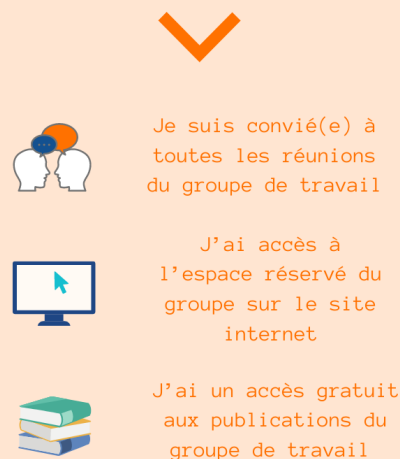 Je suis convié(e) à
toutes les réunions
du groupe de travail
J'ai accès à
l'espace réservé du
groupe sur le site
internet
J'ai un accès gratuit
aux publications du
groupe de travail